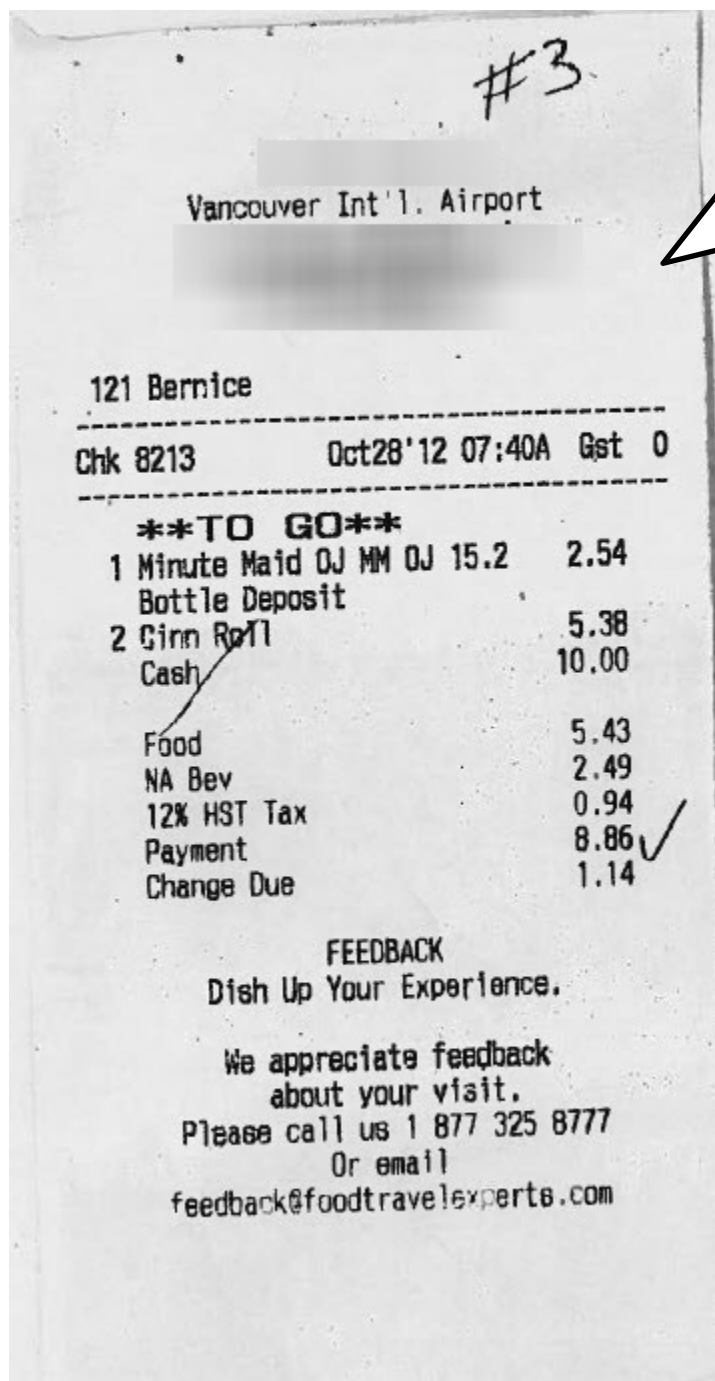 #3
Vancouver Int'l. Airport
121 Bernice
----------------------------------------
Chk 8213 Oct28'12 07:40A Gst 0
----------------------------------------
**TO GO**
1 Minute Maid OJ MM OJ 15.2 2.54
Bottle Deposit
2 Cinn Roll 5.38
Cash 10.00
Food 5.43
NA Bev 2.49
12% HST Tax 0.94
Payment 8.86
Change Due 1.14
FEEDBACK
Dish Up Your Experience.
We appreciate feedback
about your visit.
Please call us 1 877 325 8777
Or email
feedback@foodtravelexperts.com